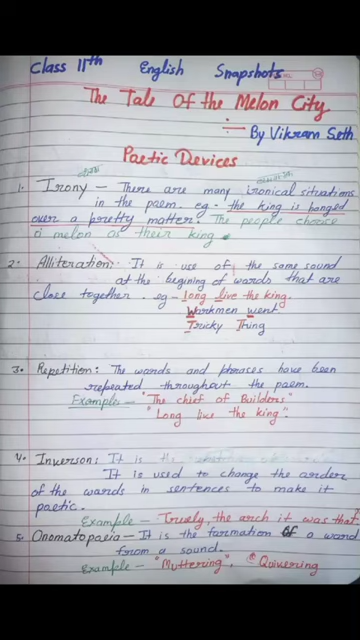 Class 11th English Snapshots
The Tale Of the Melon City
By Vikram Seth
Poetic Devices
1. Irony - There are many ironical situations
in the poem. eg. the king is hanged
over a pretty matter. The people choice
a melon as their king.
2. Alliteration: It is use of the same sound
at the begining of words that are
close together. eg - Long Live the king.
Workmen went
Tricky Thing
3. Repetition: The words and phrases have been
repeated throughout the poem.
Example - "The chief of Builders"
"Long live the king".
4. Inverson: It is the
It is used to change the order
of the words in sentences to make it
poetic.
Example - Truely, the arch it was that
5. Onomatopoeia - It is the formation of a word
from a sound.
Example - "Muttering", "Quivering